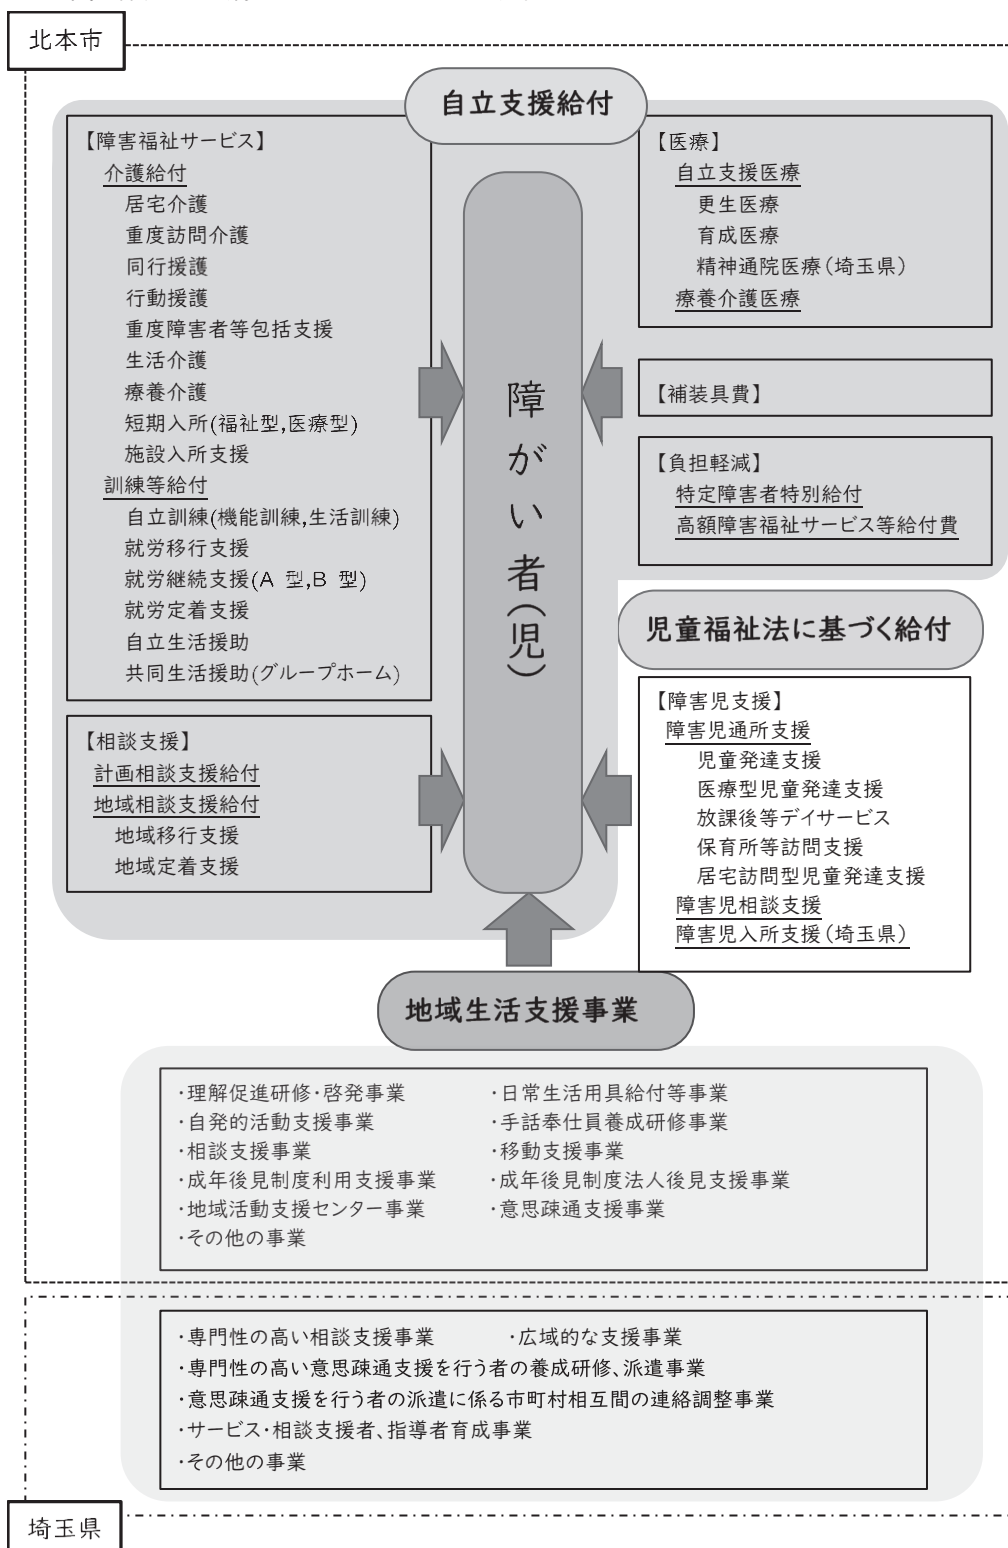 北本市
自立支援給付
【障害福祉サービス】
介護給付
居宅介護
重度訪問介護
同行援護
行動援護
重度障害者等包括支援
生活介護
療養介護
短期入所(福祉型,医療型)
施設入所支援
訓練等給付
自立訓練(機能訓練,生活訓練)
就労移行支援
就労継続支援(A 型,B 型)
就労定着支援
自立生活援助
共同生活援助(グループホーム)
【相談支援】
計画相談支援給付
地域相談支援給付
地域移行支援
地域定着支援
障がい者(児)
【医療】
自立支援医療
更生医療
育成医療
精神通院医療(埼玉県)
療養介護医療
【補装具費】
【負担軽減】
特定障害者特別給付
高額障害福祉サービス等給付費
児童福祉法に基づく給付
【障害児支援】
障害児通所支援
児童発達支援
医療型児童発達支援
放課後等デイサービス
保育所等訪問支援
居宅訪問型児童発達支援
障害児相談支援
障害児入所支援(埼玉県)
地域生活支援事業
・理解促進研修・啓発事業 ・日常生活用具給付等事業
・自発的活動支援事業 ・手話奉仕員養成研修事業
・相談支援事業 ・移動支援事業
・成年後見制度利用支援事業 ・成年後見制度法人後見支援事業
・地域活動支援センター事業 ・意思疎通支援事業
・その他の事業
・専門性の高い相談支援事業 ・広域的な支援事業
・専門性の高い意思疎通支援を行う者の養成研修、派遣事業
・意思疎通支援を行う者の派遣に係る市町村相互間の連絡調整事業
・サービス・相談支援者、指導者育成事業
・その他の事業
埼玉県